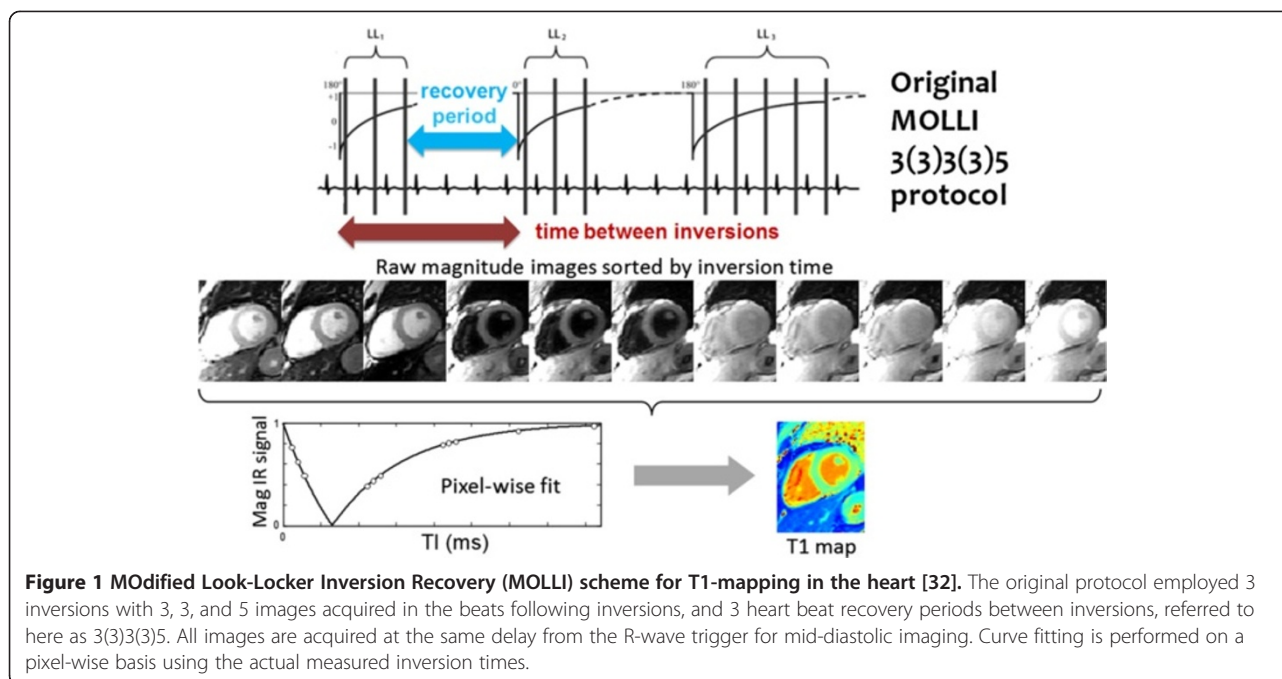 LL1
LL2
LL3
180°
+1
0
-1
recovery
period
0°
180°
Original
MOLLI
3(3)3(3)5
protocol
time between inversions
Raw magnitude images sorted by inversion time
1
Mag IR signal
0
0
TI (ms)
Pixel-wise fit
T1 map
Figure 1 MOdified Look-Locker Inversion Recovery (MOLLI) scheme for T1-mapping in the heart [32]. The original protocol employed 3
inversions with 3, 3, and 5 images acquired in the beats following inversions, and 3 heart beat recovery periods between inversions, referred to
here as 3(3)3(3)5. All images are acquired at the same delay from the R-wave trigger for mid-diastolic imaging. Curve fitting is performed on a
pixel-wise basis using the actual measured inversion times.